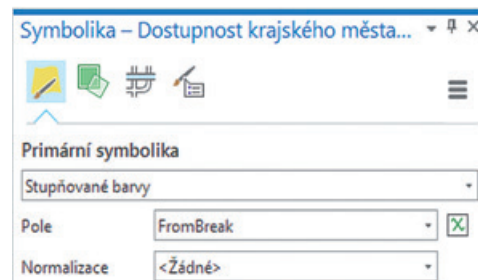 Symbolika – Dostupnost krajského města...
Primární symbolika
Stupňované barvy
Pole FromBreak
Normalizace <Žádné>